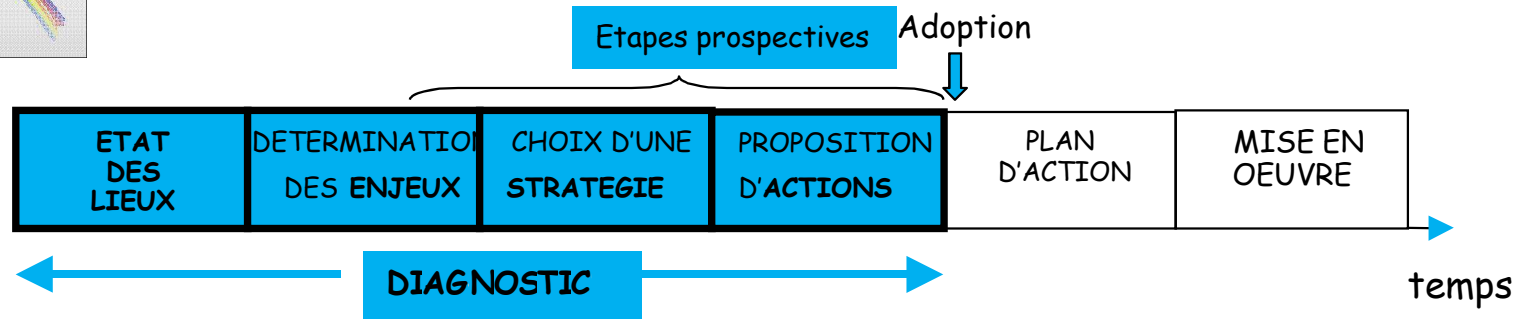 Etapes prospectives
Adoption
ETAT
DES
LIEUX
DETERMINATIO
DES ENJEUX
CHOIX D'UNE
STRATEGIE
PROPOSITION
D'ACTIONS
PLAN
D'ACTION
MISE EN
OEUVRE
DIAGNOSTIC
temps